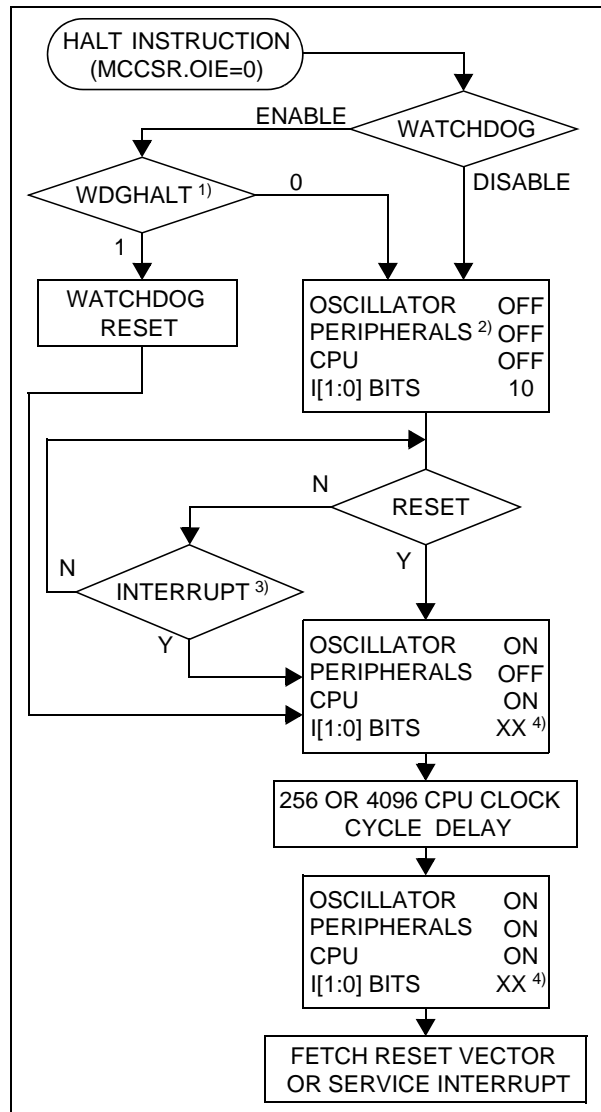 HALT INSTRUCTION
(MCCSR.OIE=0)
ENABLE
WATCHDOG
WDGHALT 1)
0
DISABLE
1
WATCHDOG
RESET
OSCILLATOR OFF
PERIPHERALS 2) OFF
CPU OFF
I[1:0] BITS 10
N
RESET
N
INTERRUPT 3)
Y
Y
OSCILLATOR ON
PERIPHERALS OFF
CPU ON
I[1:0] BITS XX 4)
256 OR 4096 CPU CLOCK
CYCLE DELAY
OSCILLATOR ON
PERIPHERALS ON
CPU ON
I[1:0] BITS XX 4)
FETCH RESET VECTOR
OR SERVICE INTERRUPT